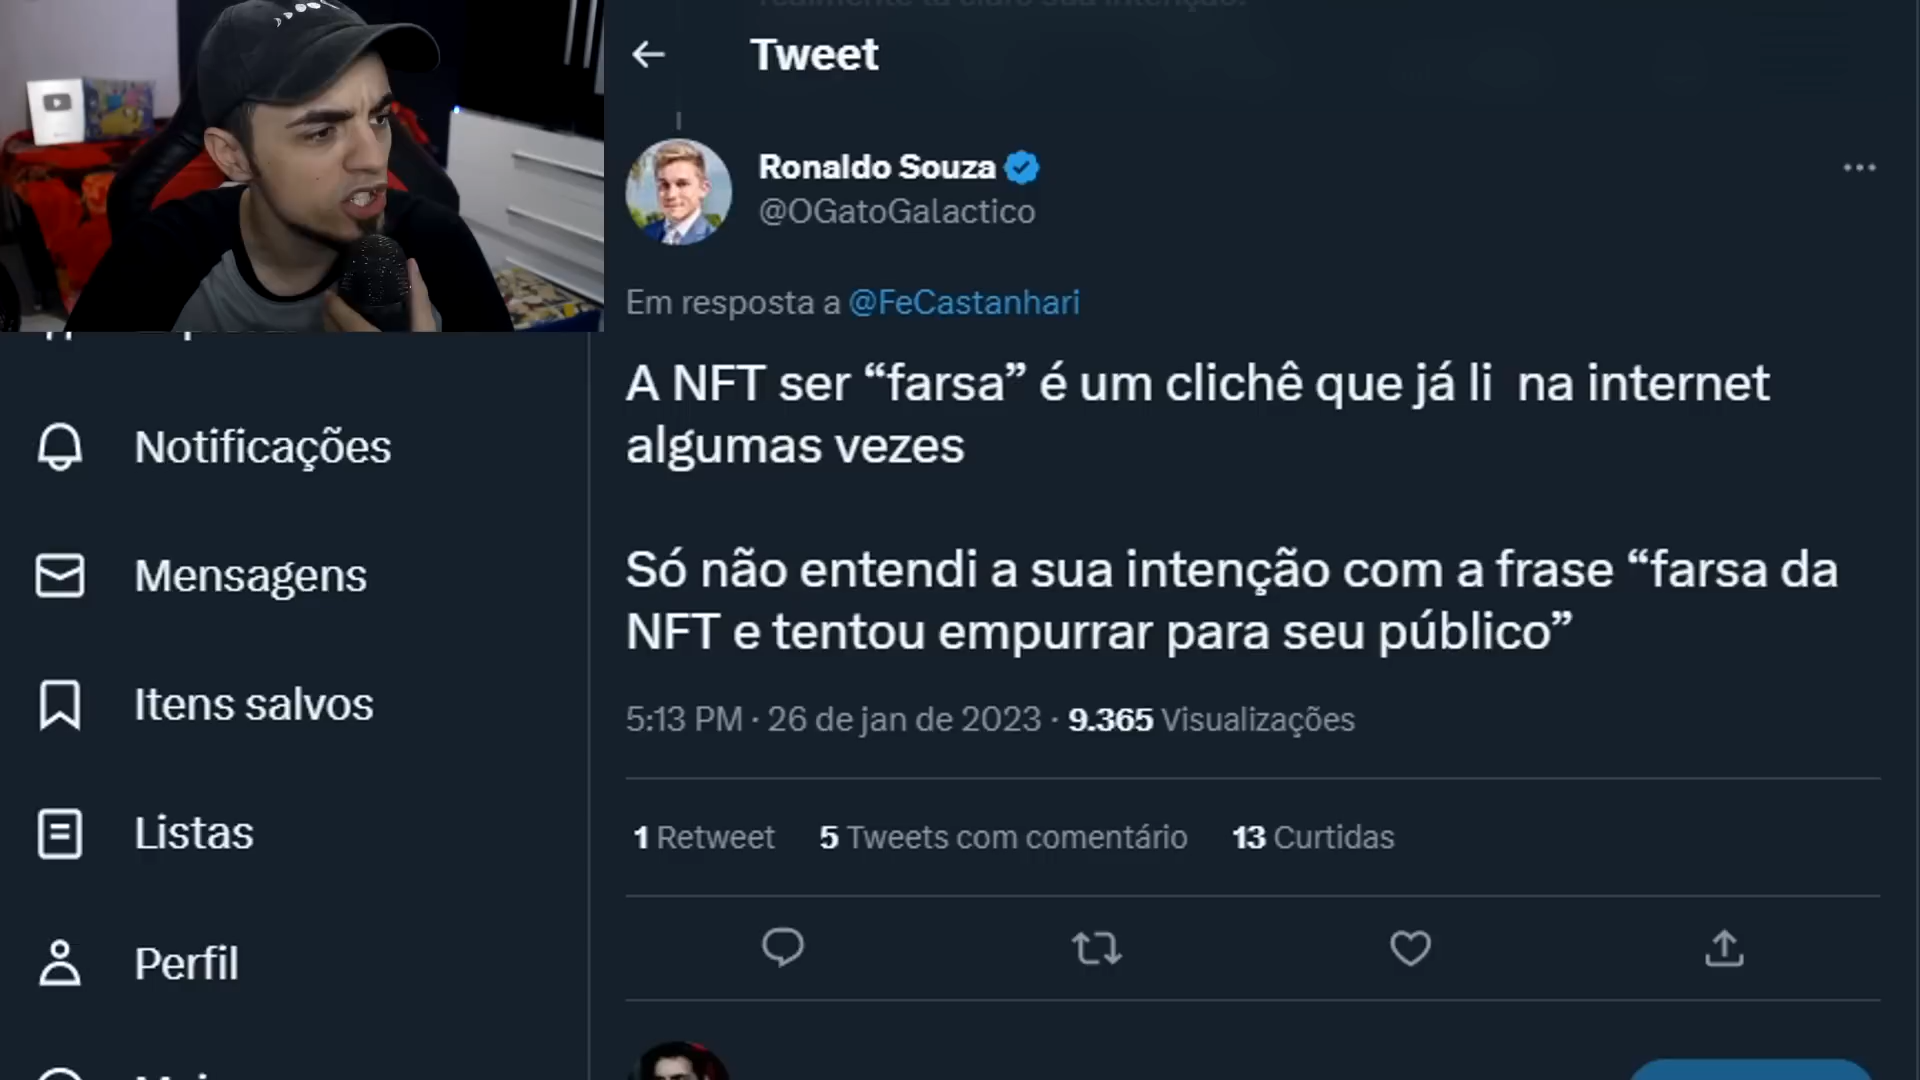 Tweet
Ronaldo Souza
@OGatoGalactico
Em resposta a @FeCastanhari
A NFT ser “farsa” é um clichê que já li  na internet
algumas vezes
Só não entendi a sua intenção com a frase “farsa da
NFT e tentou empurrar para seu público”
5:13 PM · 26 de jan de 2023 · 9.365 Visualizações
1 Retweet 5 Tweets com comentário 13 Curtidas
Notificações
Mensagens
Itens salvos
Listas
Perfil